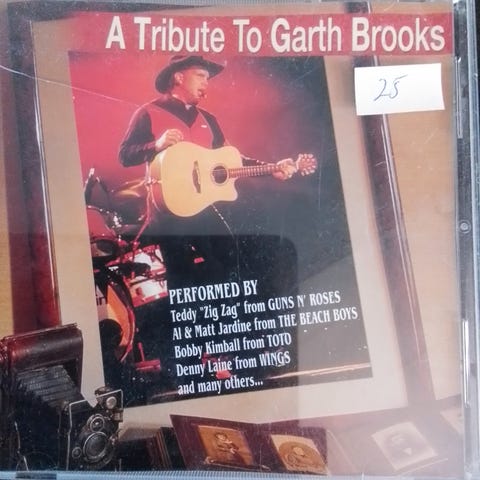 A Tribute To Garth Brooks
25
PERFORMED BY
Teddy "Zig Zag" from GUNS N' ROSES
Al & Matt Jardine from THE BEACH BOYS
Bobby Kimball from TOTO
Denny Laine from WINGS
and many others...